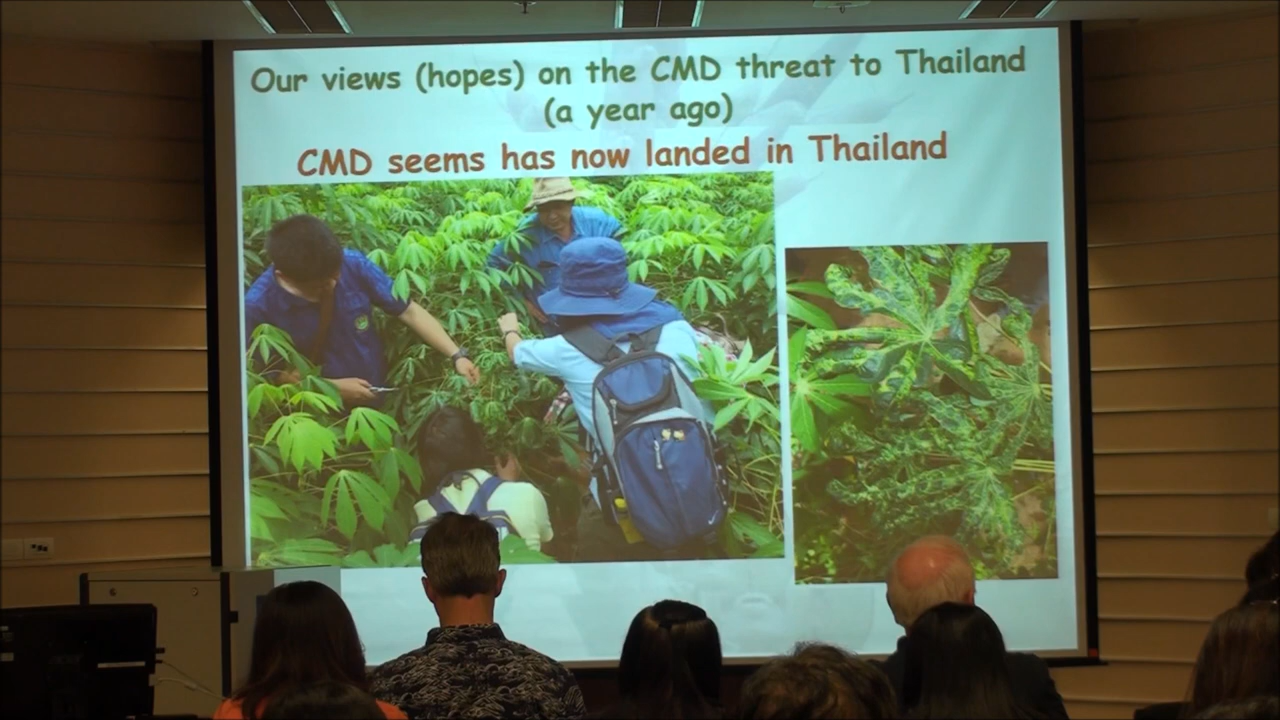 Our views (hopes) on the CMD threat to Thailand
(a year ago)
CMD seems has now landed in Thailand